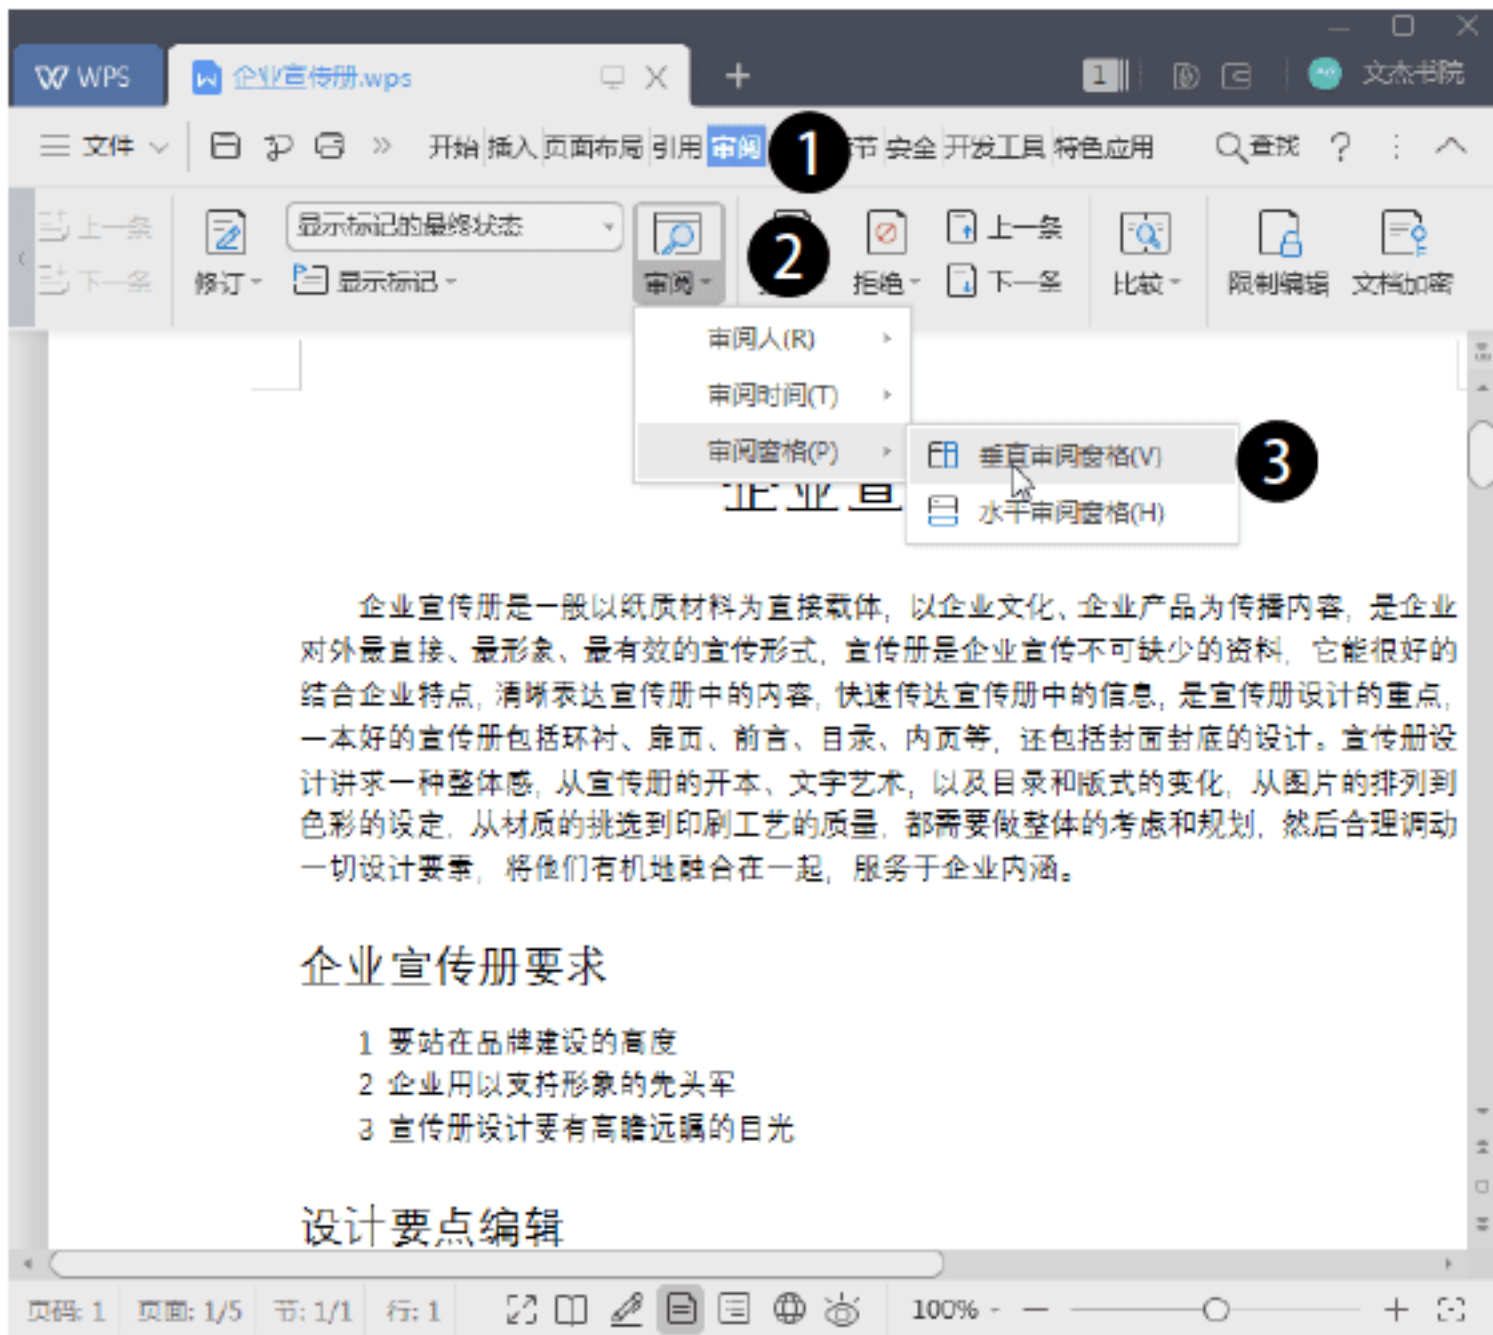 WPS 企业宣传册.wps 1 文杰书院
文件 开始 插入 页面布局 引用 审阅 1 节 安全 开发工具 特色应用 查找 ?
上一条 显示标记的最终状态 2 上一条
下一条 修订 显示标记 审阅 拒绝 下一条 比较 限制编辑 文档加密
审阅人(R)
审阅时间(T)
审阅窗格(P) 垂直审阅窗格(V) 3
水平审阅窗格(H)
企业宣
企业宣传册是一般以纸质材料为直接载体，以企业文化、企业产品为传播内容，是企业
对外最直接、最形象、最有效的宣传形式，宣传册是企业宣传不可缺少的资料，它能很好的
结合企业特点，清晰表达宣传册中的内容，快速传达宣传册中的信息，是宣传册设计的重点，
一本好的宣传册包括环衬、扉页、前言、目录、内页等，还包括封面封底的设计。宣传册设
计讲求一种整体感，从宣传册的开本、文字艺术，以及目录和版式的变化，从图片的排列到
色彩的设定，从材质的挑选到印刷工艺的质量，都需要做整体的考虑和规划，然后合理调动
一切设计要素，将他们有机地融合在一起，服务于企业内涵。
企业宣传册要求
1 要站在品牌建设的高度
2 企业用以支持形象的先头军
3 宣传册设计要有高瞻远瞩的目光
设计要点编辑
页码: 1 页面: 1/5 节: 1/1 行: 1 100%